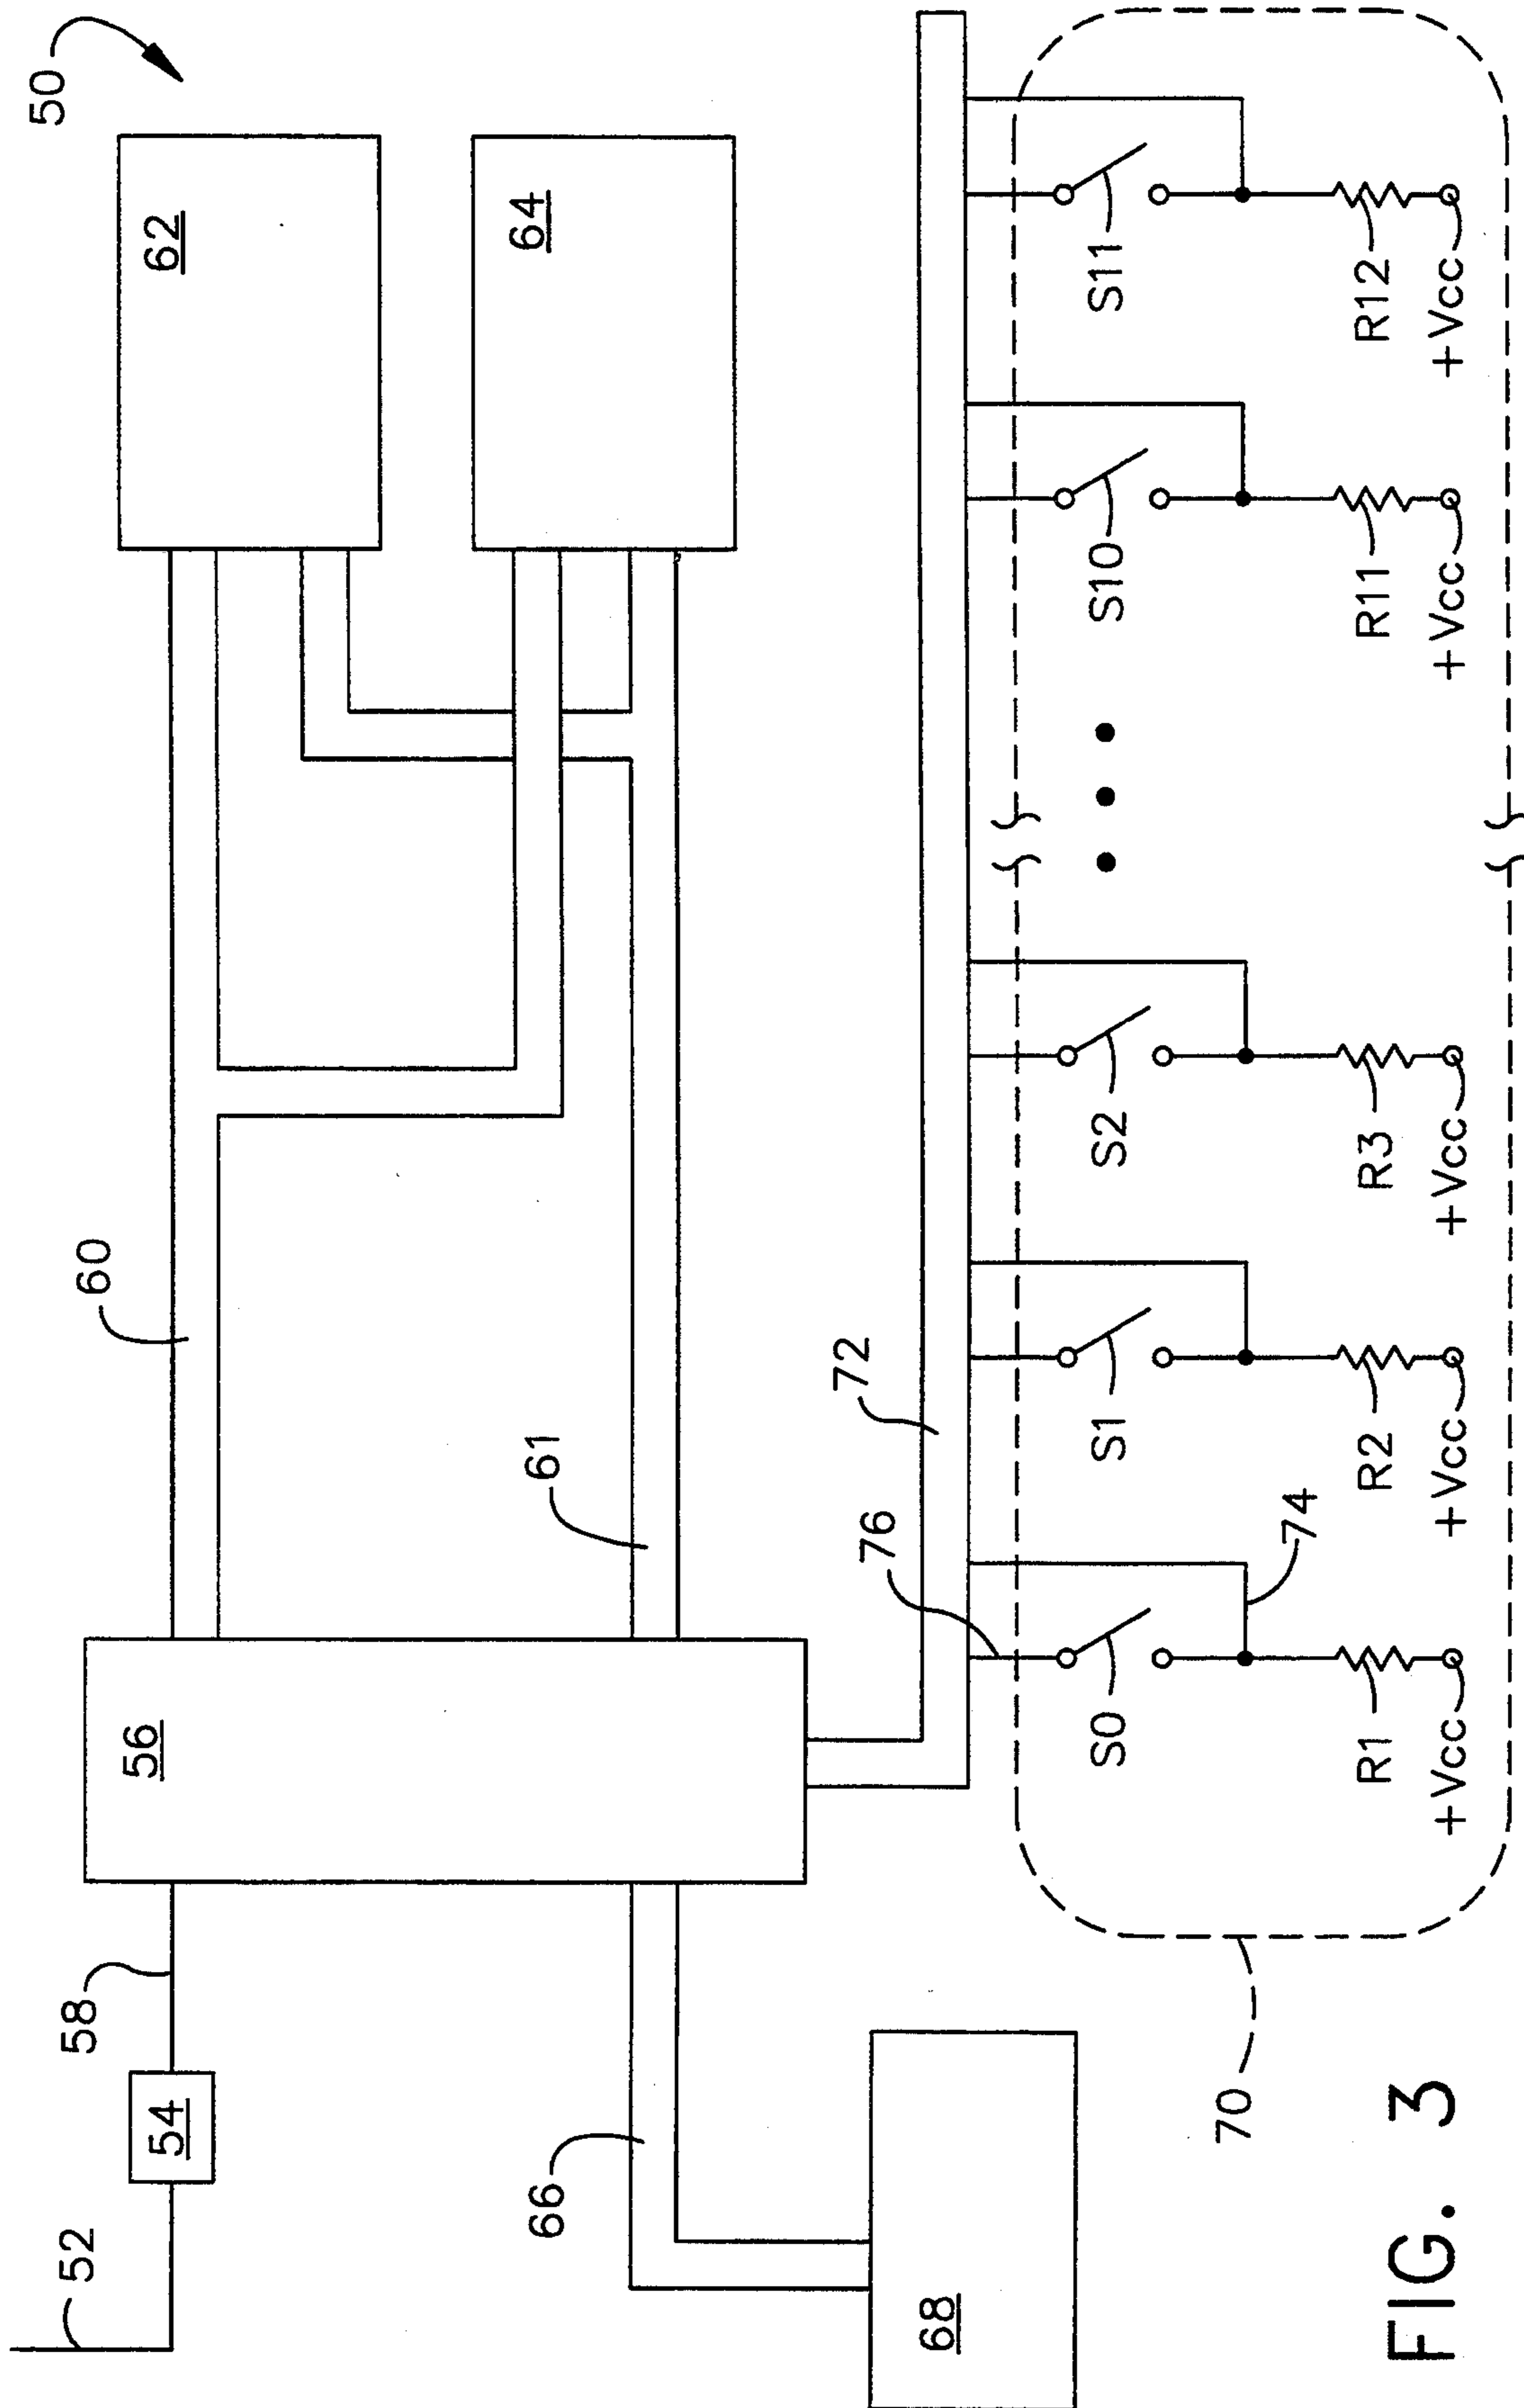 50
52
54
58
56
60
61
62
64
66
68
72
76
74
70
S0
S1
S2
S10
S11
R1
R2
R3
R11
R12
+Vcc
+Vcc
+Vcc
+Vcc
+Vcc
FIG. 3